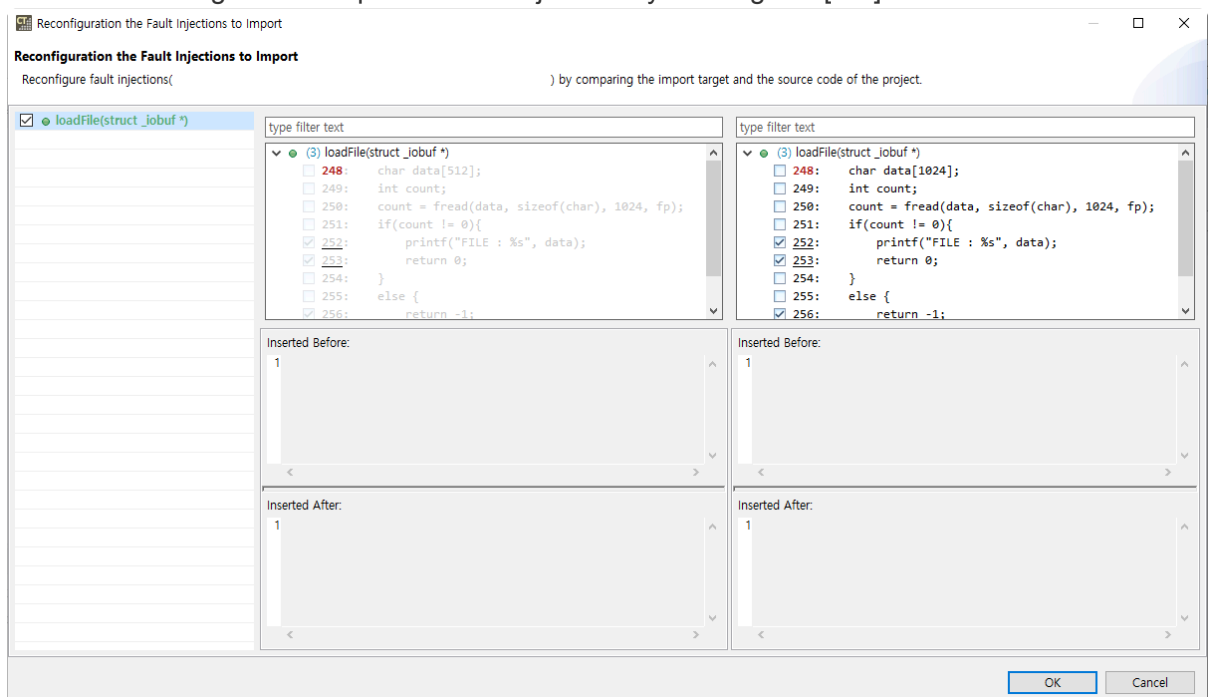 Reconfiguration the Fault Injections to Import
Reconfiguration the Fault Injections to Import
Reconfigure fault injections( ) by comparing the import target and the source code of the project.
loadFile(struct _iobuf *)
type filter text
(3) loadFile(struct _iobuf *)
248: char data[512];
249: int count;
250: count = fread(data, sizeof(char), 1024, fp);
251: if(count != 0){
252: printf("FILE : %s", data);
253: return 0;
254: }
255: else {
256: return -1;
Inserted Before:
1
Inserted After:
1
type filter text
(3) loadFile(struct _iobuf *)
248: char data[1024];
249: int count;
250: count = fread(data, sizeof(char), 1024, fp);
251: if(count != 0){
252: printf("FILE : %s", data);
253: return 0;
254: }
255: else {
256: return -1;
Inserted Before:
1
Inserted After:
1
OK
Cancel